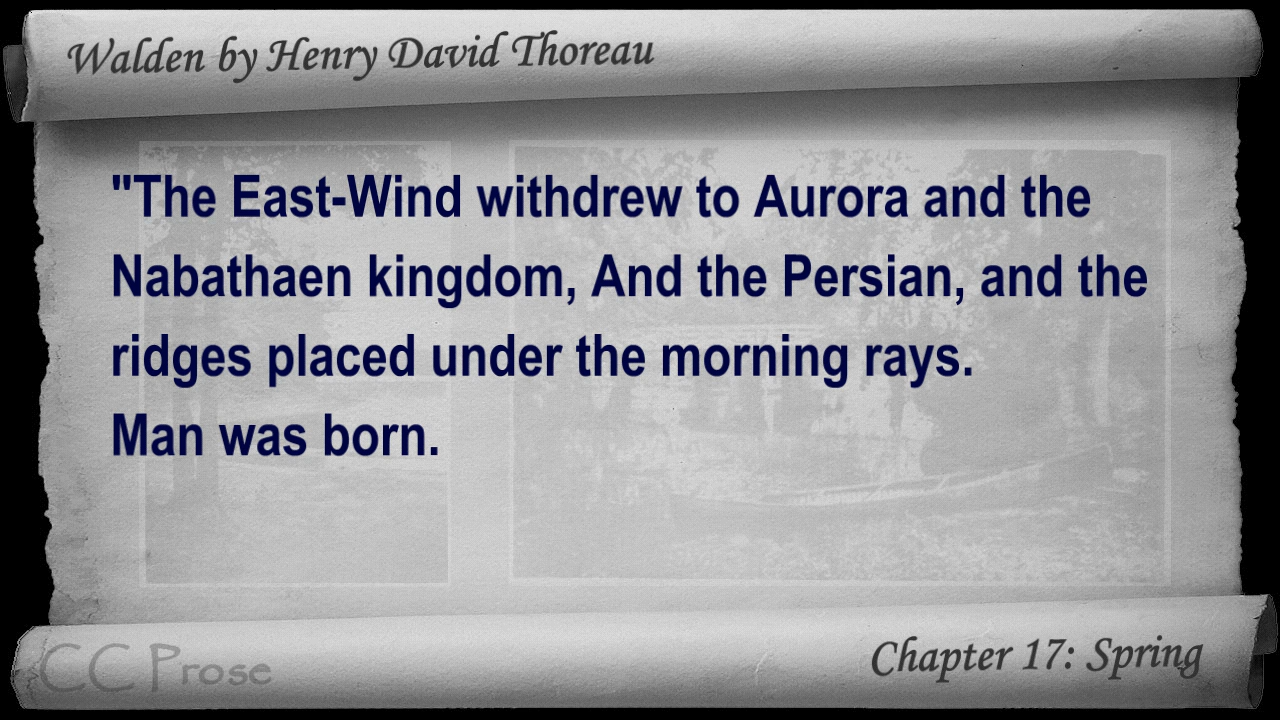 Walden by Henry David Thoreau
"The East-Wind withdrew to Aurora and the
Nabathaen kingdom, And the Persian, and the
ridges placed under the morning rays.
Man was born.
CC Prose
Chapter 17: Spring